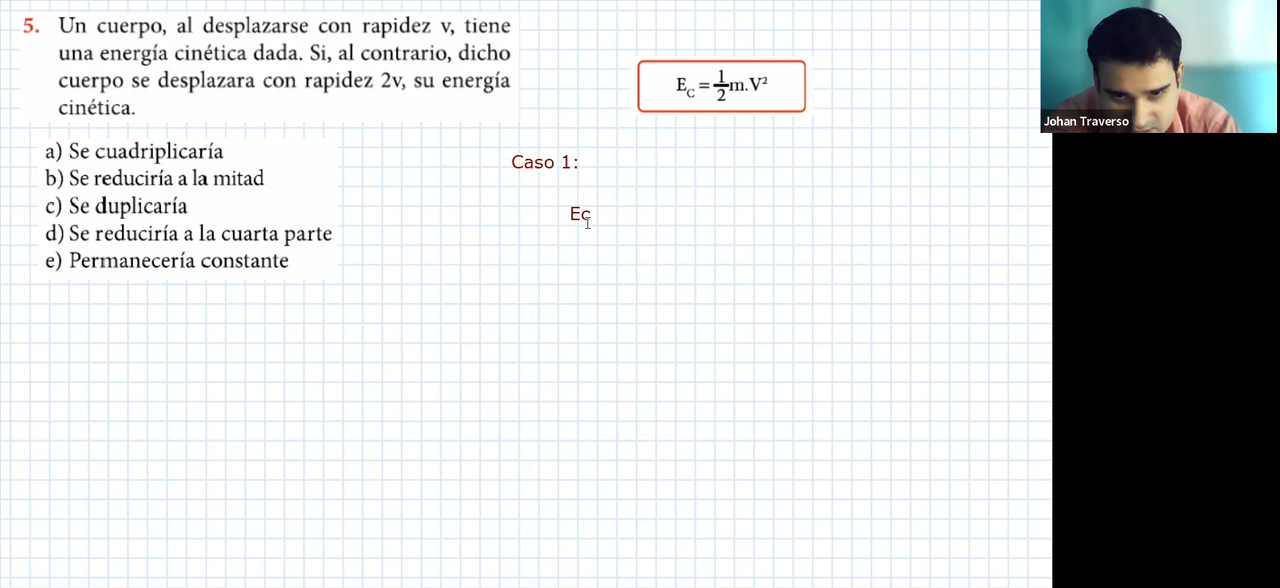 5. Un cuerpo, al desplazarse con rapidez v, tiene
una energía cinética dada. Si, al contrario, dicho
cuerpo se desplazara con rapidez 2v, su energía
cinética.
a) Se cuadriplicaría
b) Se reduciría a la mitad
c) Se duplicaría
d) Se reduciría a la cuarta parte
e) Permanecería constante
E_C = 1/2 m.V²
Caso 1:
Ec
Johan Traverso